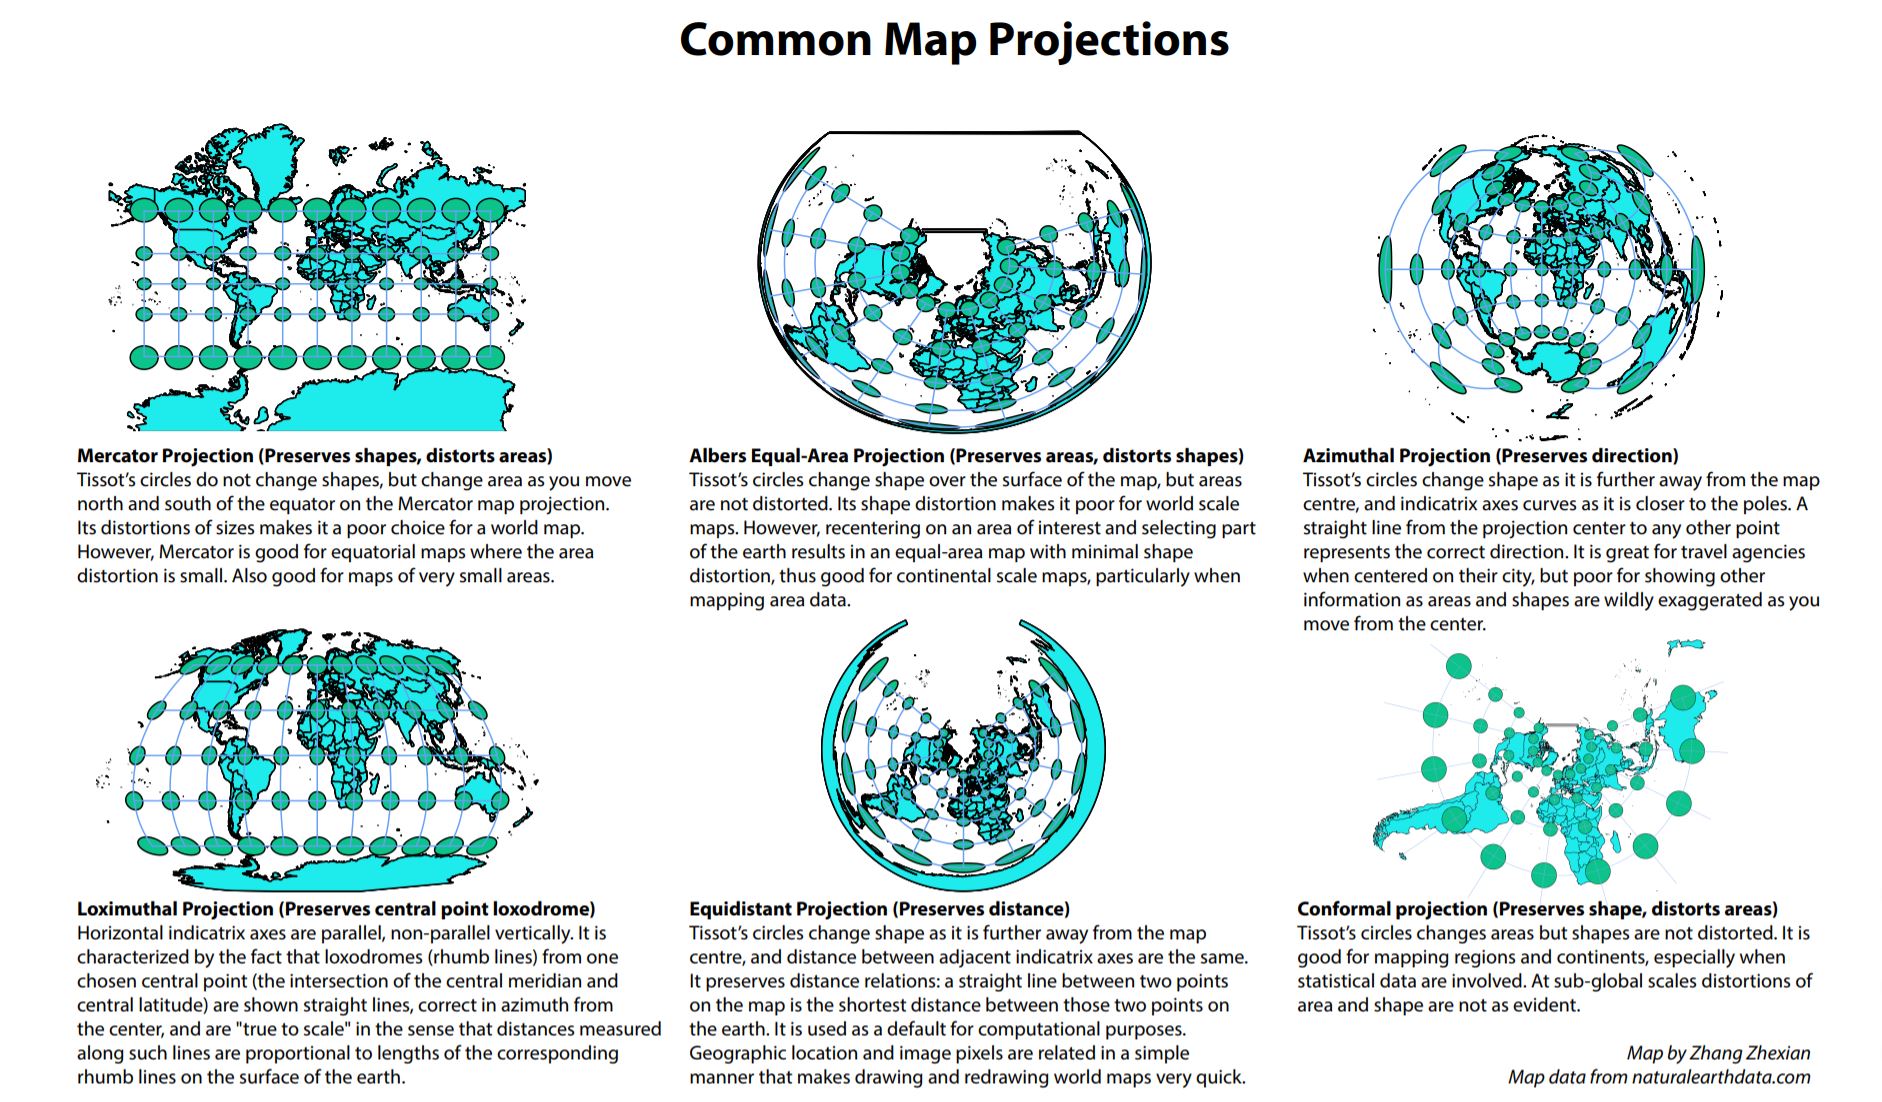 Common Map Projections
Mercator Projection (Preserves shapes, distorts areas)
Tissot's circles do not change shapes, but change area as you move
north and south of the equator on the Mercator map projection.
Its distortions of sizes makes it a poor choice for a world map.
However, Mercator is good for equatorial maps where the area
distortion is small. Also good for maps of very small areas.
Albers Equal-Area Projection (Preserves areas, distorts shapes)
Tissot's circles change shape over the surface of the map, but areas
are not distorted. Its shape distortion makes it poor for world scale
maps. However, recentering on an area of interest and selecting part
of the earth results in an equal-area map with minimal shape
distortion, thus good for continental scale maps, particularly when
mapping area data.
Azimuthal Projection (Preserves direction)
Tissot's circles change shape as it is further away from the map
centre, and indicatrix axes curves as it is closer to the poles. A
straight line from the projection center to any other point
represents the correct direction. It is great for travel agencies
when centered on their city, but poor for showing other
information as areas and shapes are wildly exaggerated as you
move from the center.
Loximuthal Projection (Preserves central point loxodrome)
Horizontal indicatrix axes are parallel, non-parallel vertically. It is
characterized by the fact that loxodromes (rhumb lines) from one
chosen central point (the intersection of the central meridian and
central latitude) are shown straight lines, correct in azimuth from
the center, and are "true to scale" in the sense that distances measured
along such lines are proportional to lengths of the corresponding
rhumb lines on the surface of the earth.
Equidistant Projection (Preserves distance)
Tissot's circles change shape as it is further away from the map
centre, and distance between adjacent indicatrix axes are the same.
It preserves distance relations: a straight line between two points
on the map is the shortest distance between those two points on
the earth. It is used as a default for computational purposes.
Geographic location and image pixels are related in a simple
manner that makes drawing and redrawing world maps very quick.
Conformal projection (Preserves shape, distorts areas)
Tissot's circles changes areas but shapes are not distorted. It is
good for mapping regions and continents, especially when
statistical data are involved. At sub-global scales distortions of
area and shape are not as evident.
Map by Zhang Zhexian
Map data from naturalearthdata.com